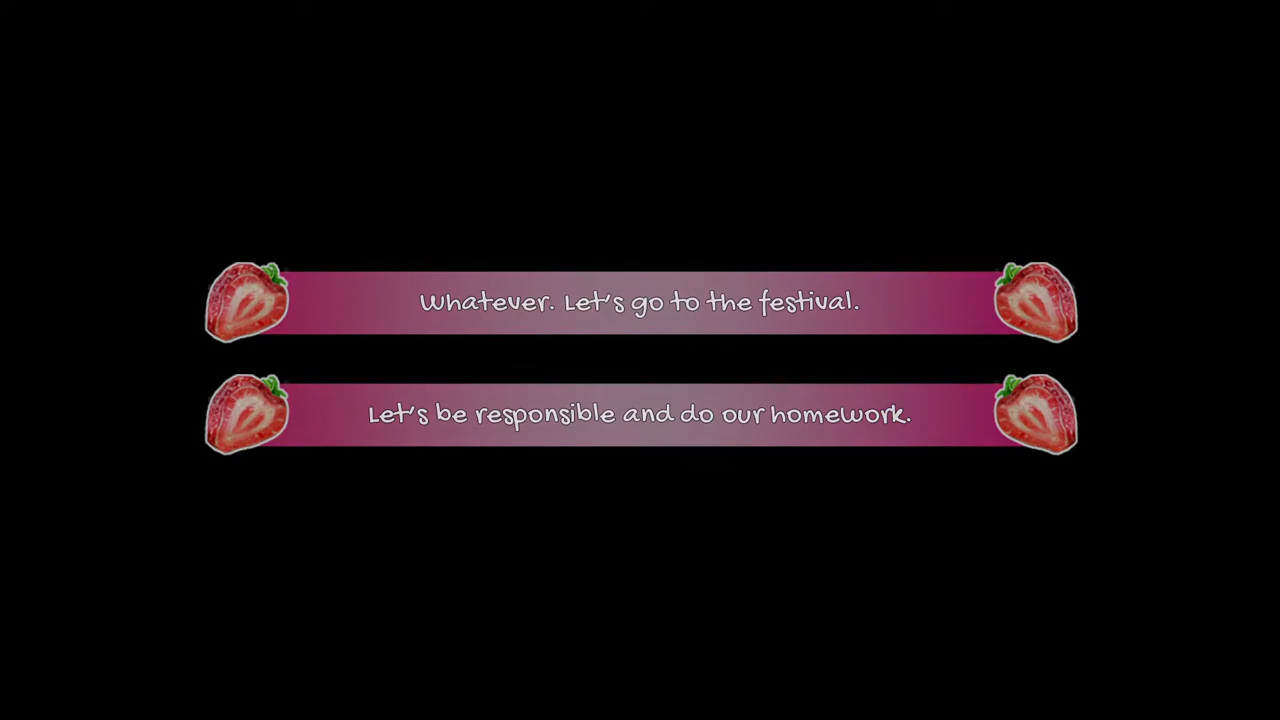 Whatever. Let's go to the festival.
Let's be responsible and do our homework.